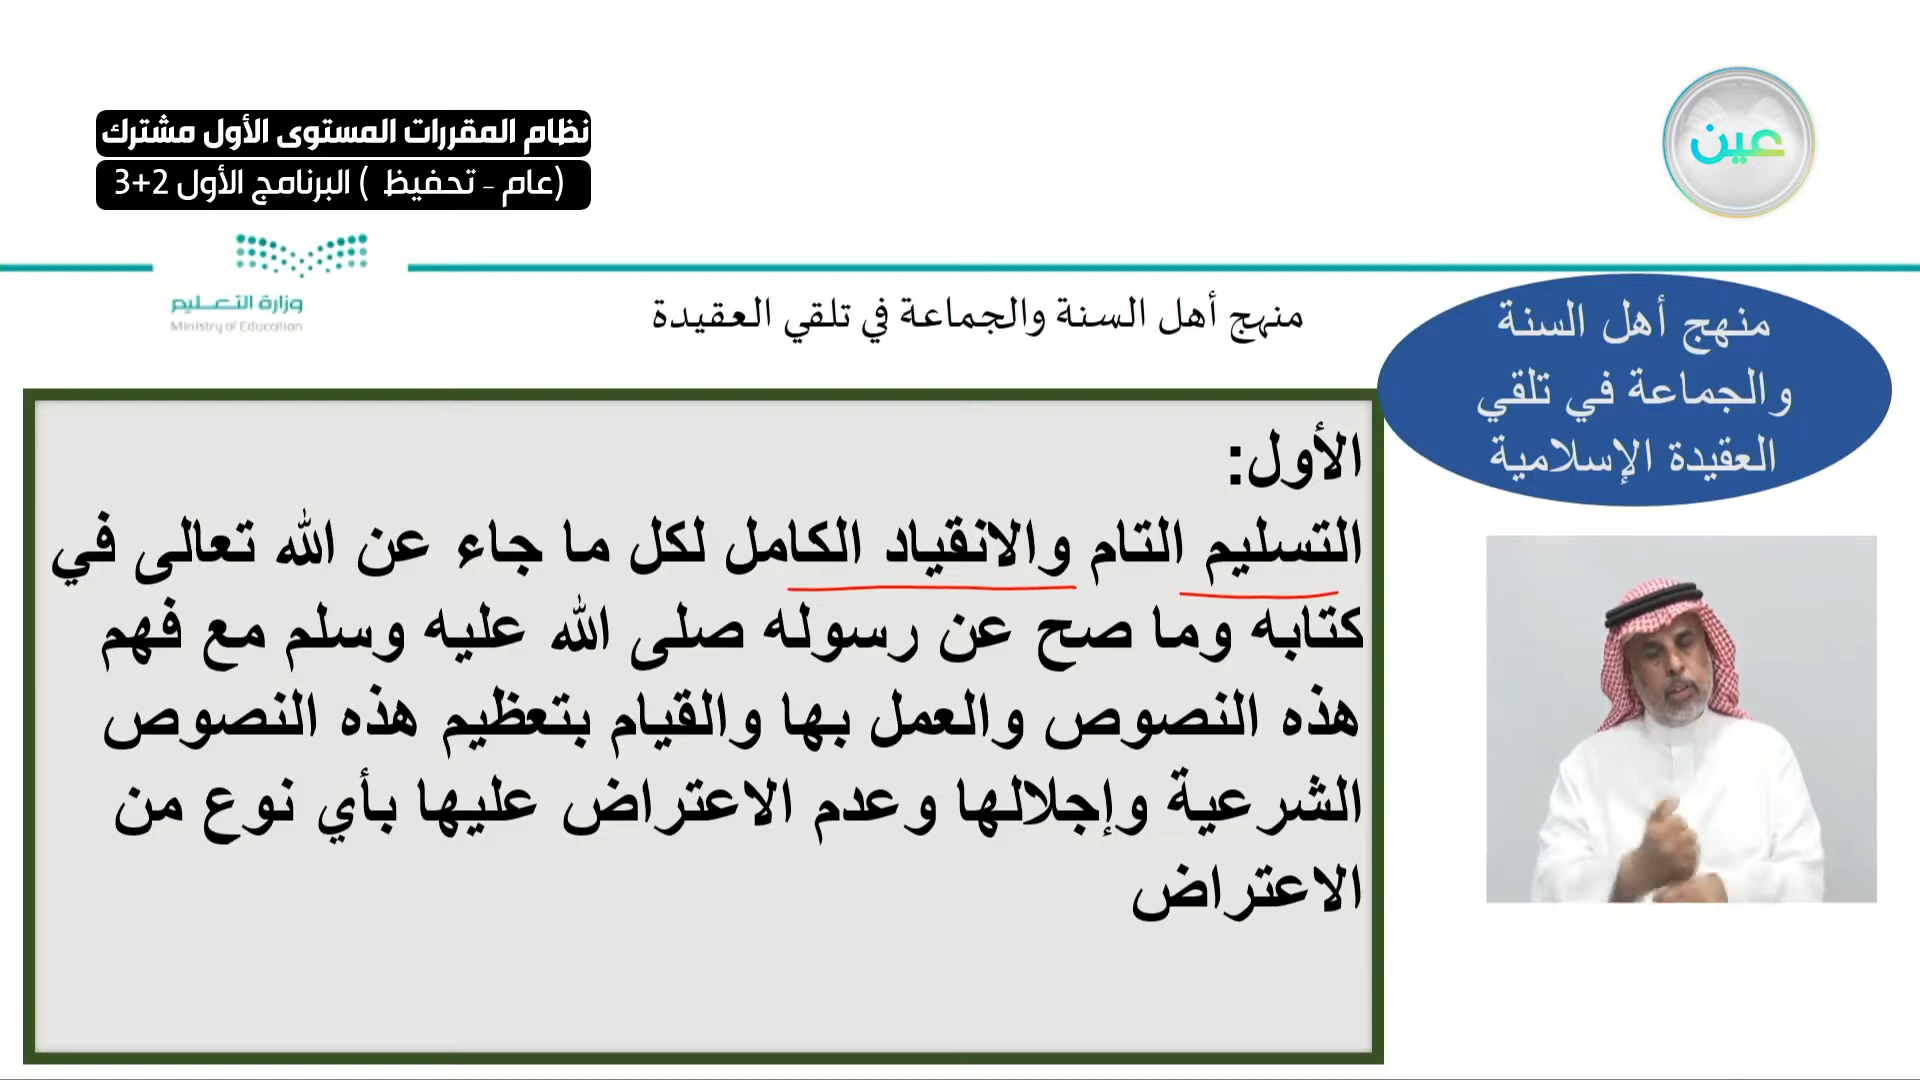 نظام المقررات المستوى الأول مشترك
(عام - تحفيظ ) البرنامج الأول 2+3
عين
وزارة التعليم
Ministry of Education
منهج أهل السنة والجماعة في تلقي العقيدة
منهج أهل السنة
والجماعة في تلقي
العقيدة الإسلامية
الأول:
التسليم التام والانقياد الكامل لكل ما جاء عن الله تعالى في
كتابه وما صح عن رسوله صلى الله عليه وسلم مع فهم
هذه النصوص والعمل بها والقيام بتعظيم هذه النصوص
الشرعية وإجلالها وعدم الاعتراض عليها بأي نوع من
الاعتراض